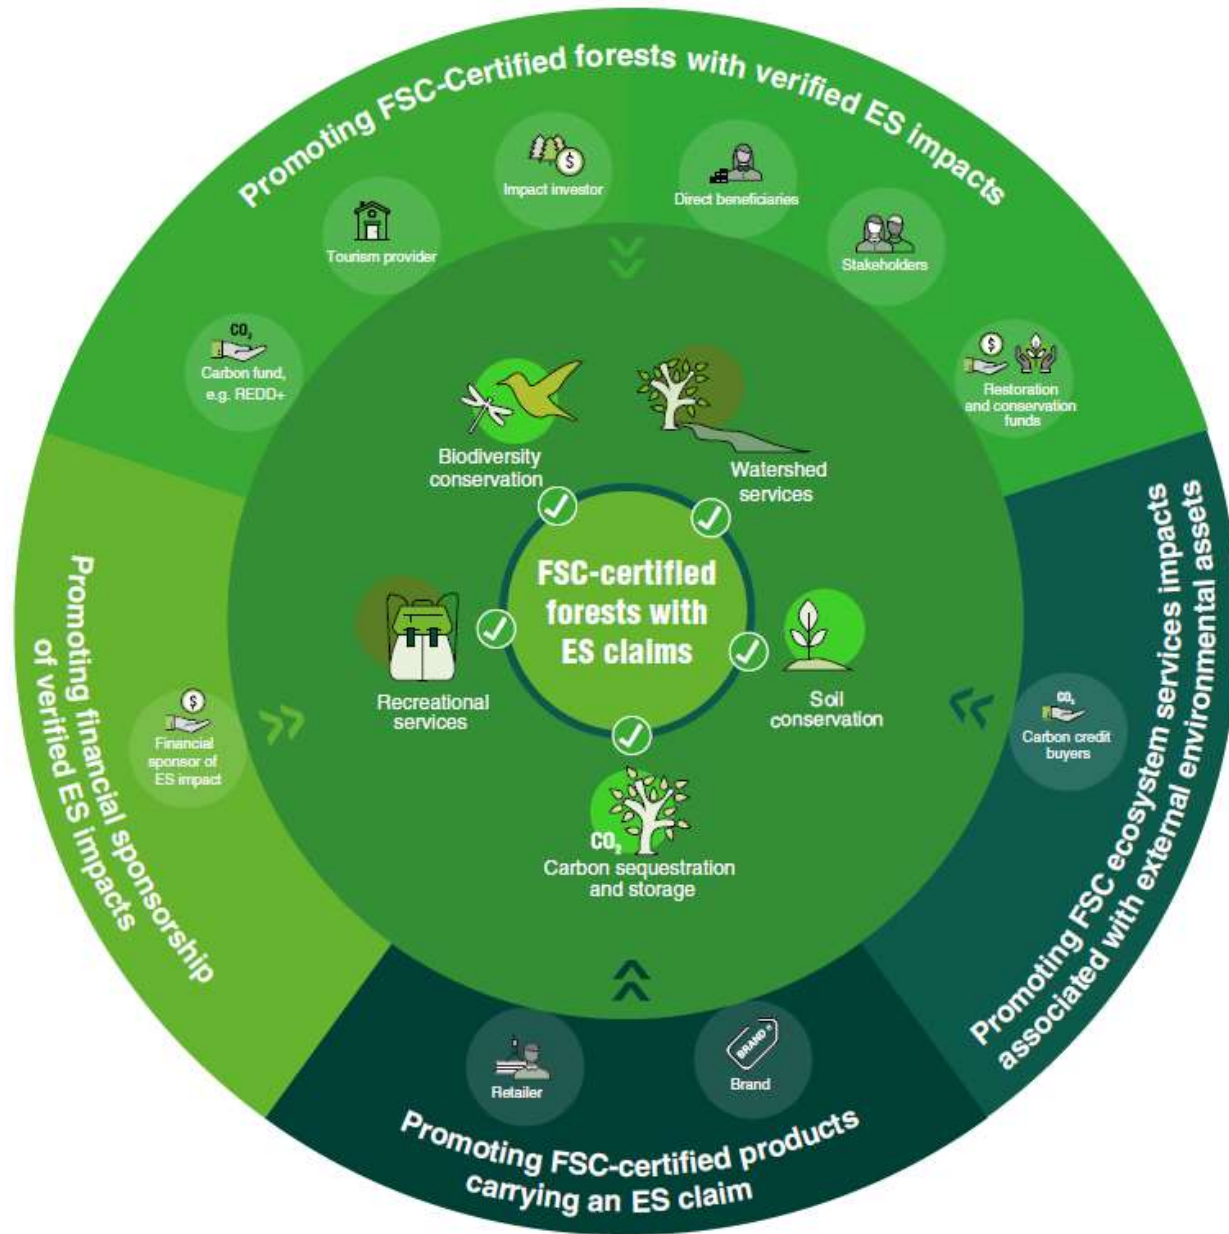 Promoting FSC-Certified forests with verified ES impacts
Impact investor
Direct beneficiaries
Tourism provider
Stakeholders
CO₂
Carbon fund,
e.g. REDD+
$
$
Restoration
and conservation
funds
Biodiversity
conservation
Watershed
services
FSC-certified
forests with
ES claims
Recreational
services
Soil
conservation
CO₂
Carbon sequestration
and storage
Promoting financial sponsorship
of verified ES impacts
$
Financial
sponsor of
ES impact
Promoting FSC ecosystem services impacts
associated with external environmental assets
CO₂
Carbon credit
buyers
Retailer
BRAND
Brand
Promoting FSC-certified products
carrying an ES claim